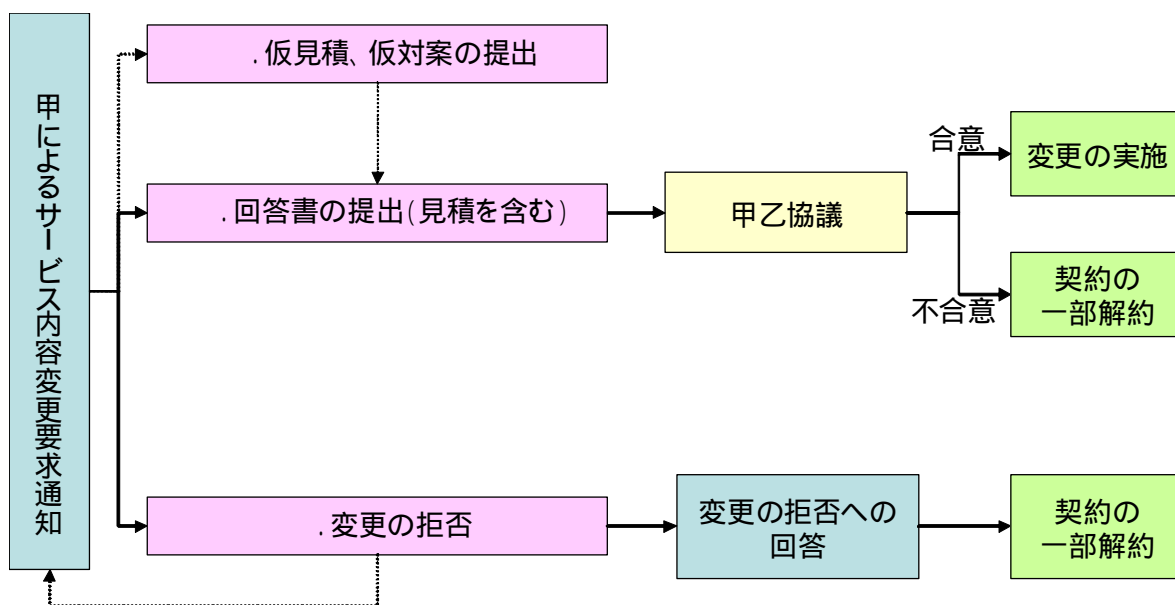 甲によるサービス内容変更要求通知
.仮見積、仮対案の提出
.回答書の提出(見積を含む)
甲乙協議
合意
変更の実施
不合意
契約の
一部解約
.変更の拒否
変更の拒否への
回答
契約の
一部解約